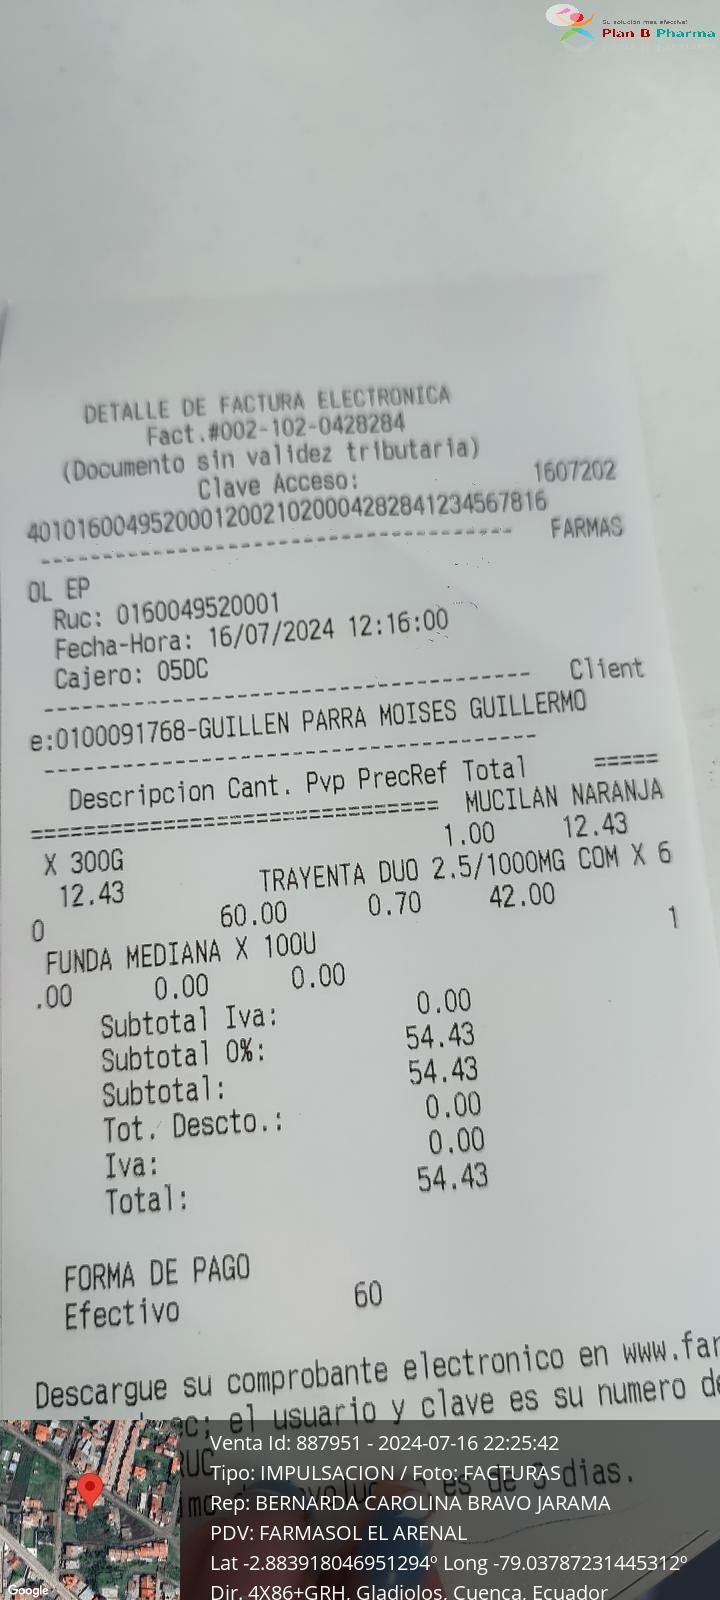 Su solución más efectiva!
Plan B Pharma
DETALLE DE FACTURA ELECTRONICA
Fact.#002-102-0428284
(Documento sin validez tributaria)
Clave Acceso: 1607202
401016004952000120021020004282841234567816
------------------------------------ FARMAS
OL EP
Ruc: 0160049520001
Fecha-Hora: 16/07/2024 12:16:00
Cajero: 05DC
------------------------------------ Client
e:0100091768-GUILLEN PARRA MOISES GUILLERMO
------------------------------------
Descripcion Cant. Pvp PrecRef Total =====
=============================== MUCILAN NARANJA
X 300G 1.00 12.43
12.43 TRAYENTA DUO 2.5/1000MG COM X 6
0 60.00 0.70 42.00
FUNDA MEDIANA X 100U 1
.00 0.00 0.00
Subtotal Iva: 0.00
Subtotal 0%: 54.43
Subtotal: 54.43
Tot. Descto.: 0.00
Iva: 0.00
Total: 54.43
FORMA DE PAGO
Efectivo 60
Descargue su comprobante electronico en www.far
ec; el usuario y clave es su numero de
RUC
es de 3 dias.
Venta Id: 887951 - 2024-07-16 22:25:42
Tipo: IMPULSACION / Foto: FACTURAS
Rep: BERNARDA CAROLINA BRAVO JARAMA
PDV: FARMASOL EL ARENAL
Lat -2.883918046951294º Long -79.03787231445312º
Dir. 4X86+GRH, Gladiolos, Cuenca, Ecuador
Google